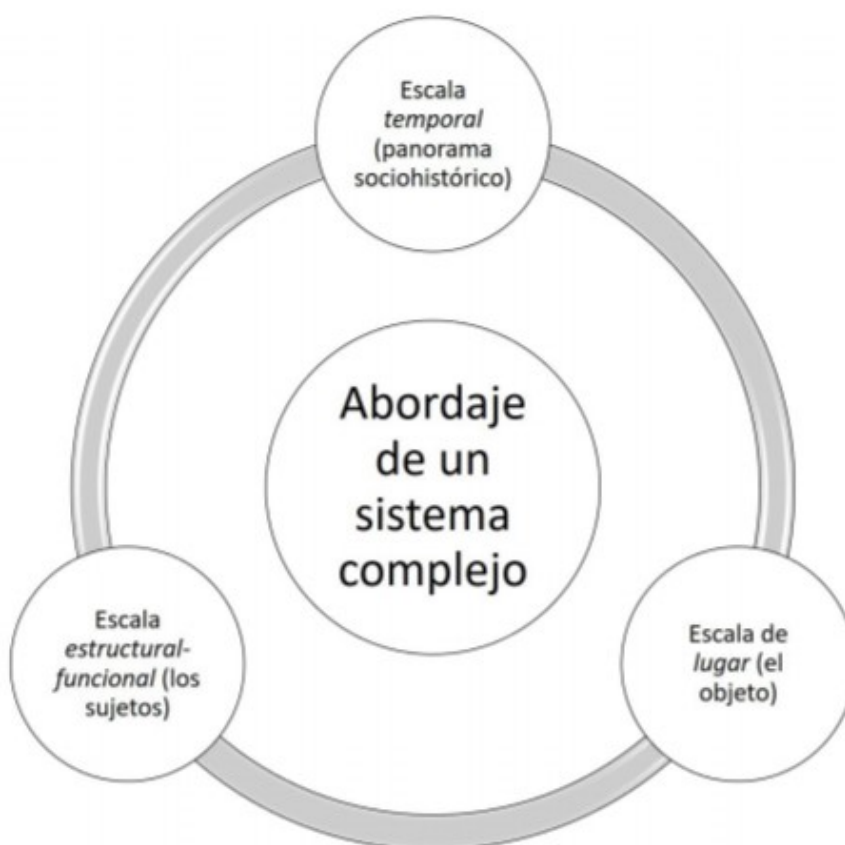 Escala
temporal
(panorama
sociohistórico)
Abordaje
de un
sistema
complejo
Escala
estructural-
funcional (los
sujetos)
Escala de
lugar (el
objeto)